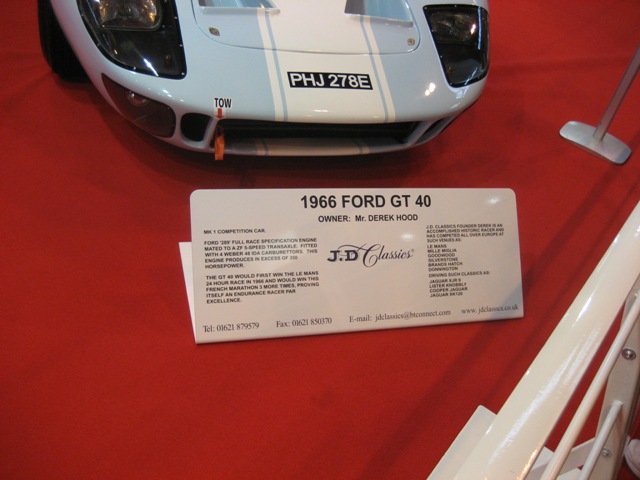 PHJ 278E
TOW
1966 FORD GT 40
OWNER: Mr. DEREK HOOD
MK 1 COMPETITION CAR.
FORD '289' FULL RACE SPECIFICATION ENGINE
MATED TO A ZF 5-SPEED TRANSAXLE. FITTED
WITH 4 WEBER 48 IDA CARBURETTORS. THIS
ENGINE PRODUCES IN EXCESS OF 350
HORSEPOWER.
THE GT 40 WOULD FIRST WIN THE LE MANS
24 HOUR RACE IN 1966 AND WOULD WIN THIS
FRENCH MARATHON 3 MORE TIMES, PROVING
ITSELF AN ENDURANCE RACER PAR
EXCELLENCE.
J.D Classics
J.D. CLASSICS FOUNDER DEREK IS AN
ACCOMPLISHED HISTORIC RACER AND
HAS COMPETED ALL OVER EUROPE AT
SUCH VENUES AS:
LE MANS
MILLE MIGLIA
GOODWOOD
SILVERSTONE
BRANDS HATCH
DONNINGTON
DRIVING SUCH CLASSICS AS:
JAGUAR XJR 9
LISTER KNOBBLY
COOPER JAGUAR
JAGUAR XK120
Tel: 01621 879579 Fax: 01621 850370 E-mail: jdclassics@btconnect.com www. jdclassics.co.uk